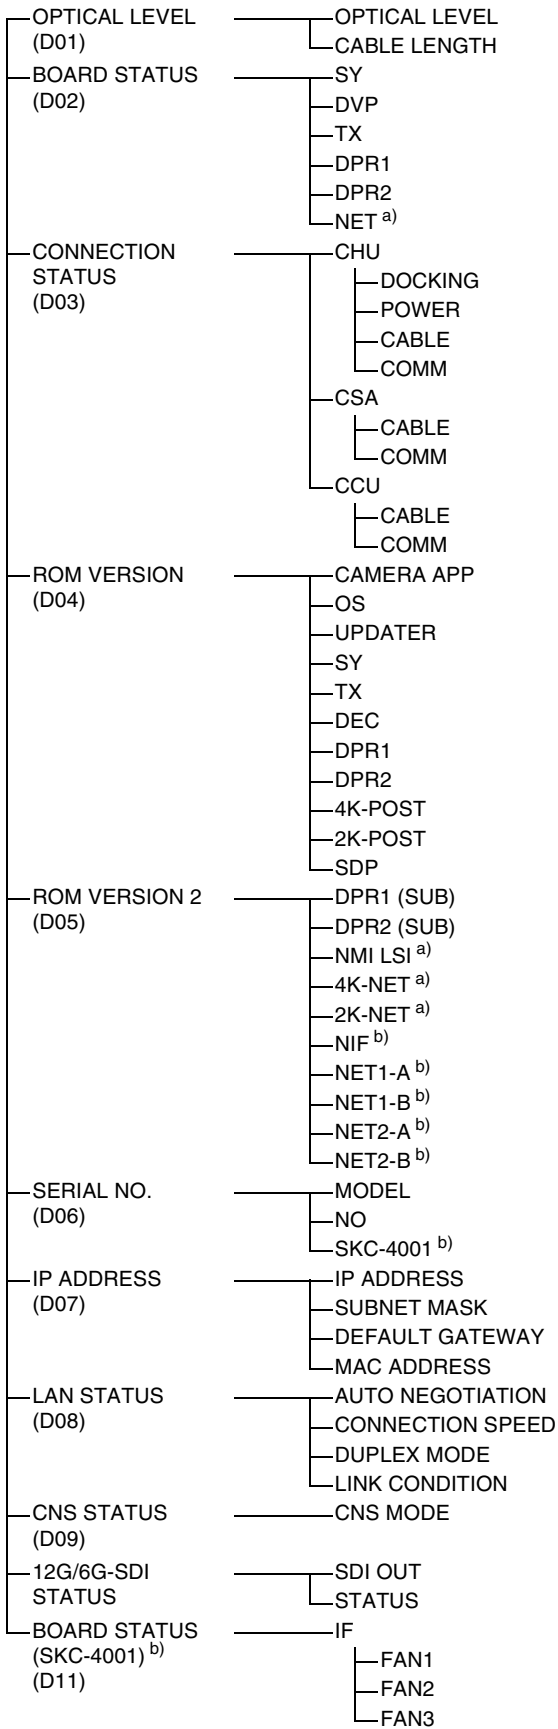 OPTICAL LEVEL
(D01)
OPTICAL LEVEL
CABLE LENGTH
BOARD STATUS
(D02)
SY
DVP
TX
DPR1
DPR2
NET a)
CONNECTION
STATUS
(D03)
CHU
DOCKING
POWER
CABLE
COMM
CSA
CABLE
COMM
CCU
CABLE
COMM
ROM VERSION
(D04)
CAMERA APP
OS
UPDATER
SY
TX
DEC
DPR1
DPR2
4K-POST
2K-POST
SDP
ROM VERSION 2
(D05)
DPR1 (SUB)
DPR2 (SUB)
NMI LSI a)
4K-NET a)
2K-NET a)
NIF b)
NET1-A b)
NET1-B b)
NET2-A b)
NET2-B b)
SERIAL NO.
(D06)
MODEL
NO
SKC-4001 b)
IP ADDRESS
(D07)
IP ADDRESS
SUBNET MASK
DEFAULT GATEWAY
MAC ADDRESS
LAN STATUS
(D08)
AUTO NEGOTIATION
CONNECTION SPEED
DUPLEX MODE
LINK CONDITION
CNS STATUS
(D09)
CNS MODE
12G/6G-SDI
STATUS
SDI OUT
STATUS
BOARD STATUS
(SKC-4001) b)
(D11)
IF
FAN1
FAN2
FAN3